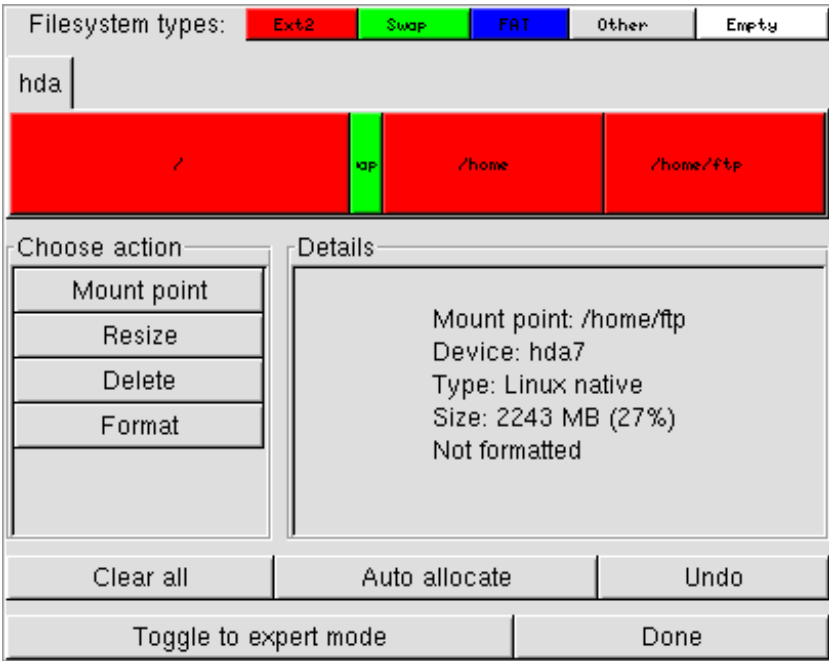 Filesystem types: Ext2 Swap FAT Other Empty
hda
/ /home /home/ftp
Choose action
Mount point
Resize
Delete
Format
Details
Mount point: /home/ftp
Device: hda7
Type: Linux native
Size: 2243 MB (27%)
Not formatted
Clear all Auto allocate Undo
Toggle to expert mode Done